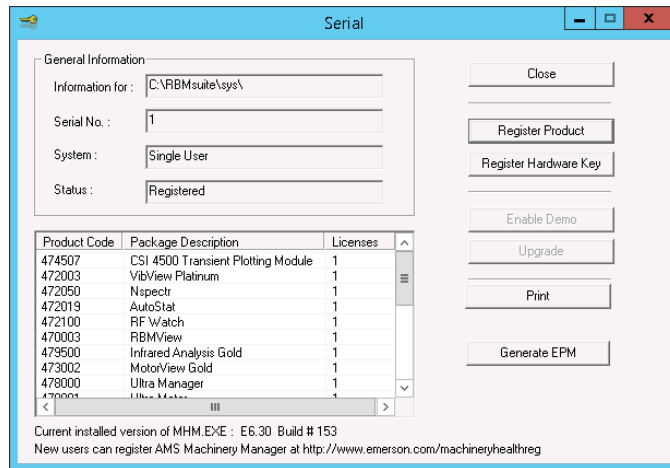 Serial
General Information
Information for : C:\RBMsuite\sys\
Serial No. : 1
System : Single User
Status : Registered
Close
Register Product
Register Hardware Key
Enable Demo
Upgrade
Print
Generate EPM
Product Code Package Description Licenses
474507 CSI 4500 Transient Plotting Module 1
472003 VibView Platinum 1
472050 Nspectr 1
472019 AutoStat 1
472100 RF Watch 1
470003 RBMView 1
479500 Infrared Analysis Gold 1
473002 MotorView Gold 1
478000 Ultra Manager 1
Current installed version of MHM.EXE : E6.30 Build # 153
New users can register AMS Machinery Manager at http://www.emerson.com/machineryhealthreg